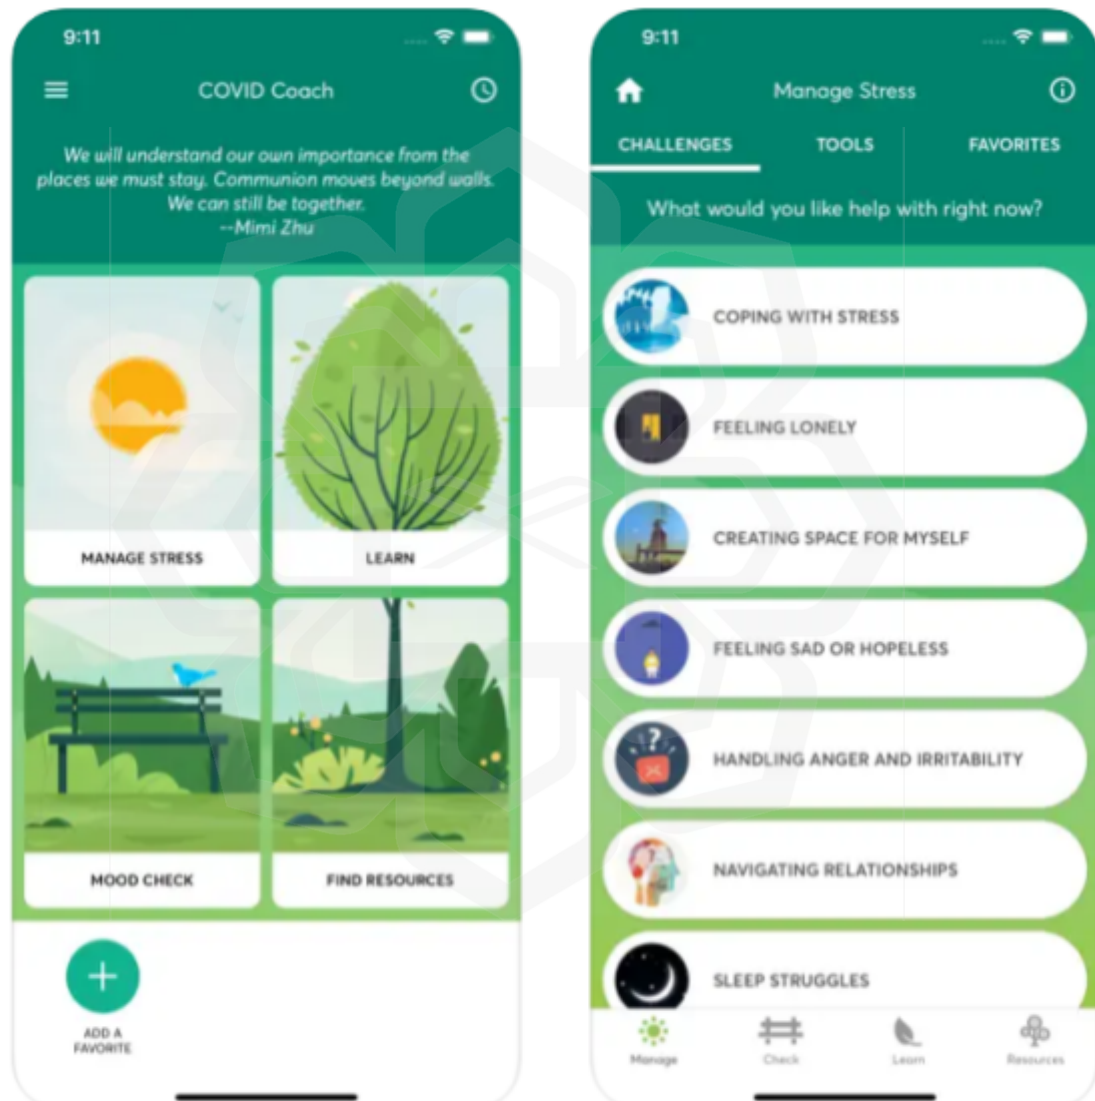 9:11
COVID Coach
We will understand our own importance from the
places we must stay. Communion moves beyond walls.
We can still be together.
--Mimi Zhu
MANAGE STRESS
LEARN
MOOD CHECK
FIND RESOURCES
ADD A
FAVORITE
9:11
Manage Stress
CHALLENGES
TOOLS
FAVORITES
What would you like help with right now?
COPING WITH STRESS
FEELING LONELY
CREATING SPACE FOR MYSELF
FEELING SAD OR HOPELESS
?
HANDLING ANGER AND IRRITABILITY
NAVIGATING RELATIONSHIPS
SLEEP STRUGGLES
Manage
Check
Learn
Resources